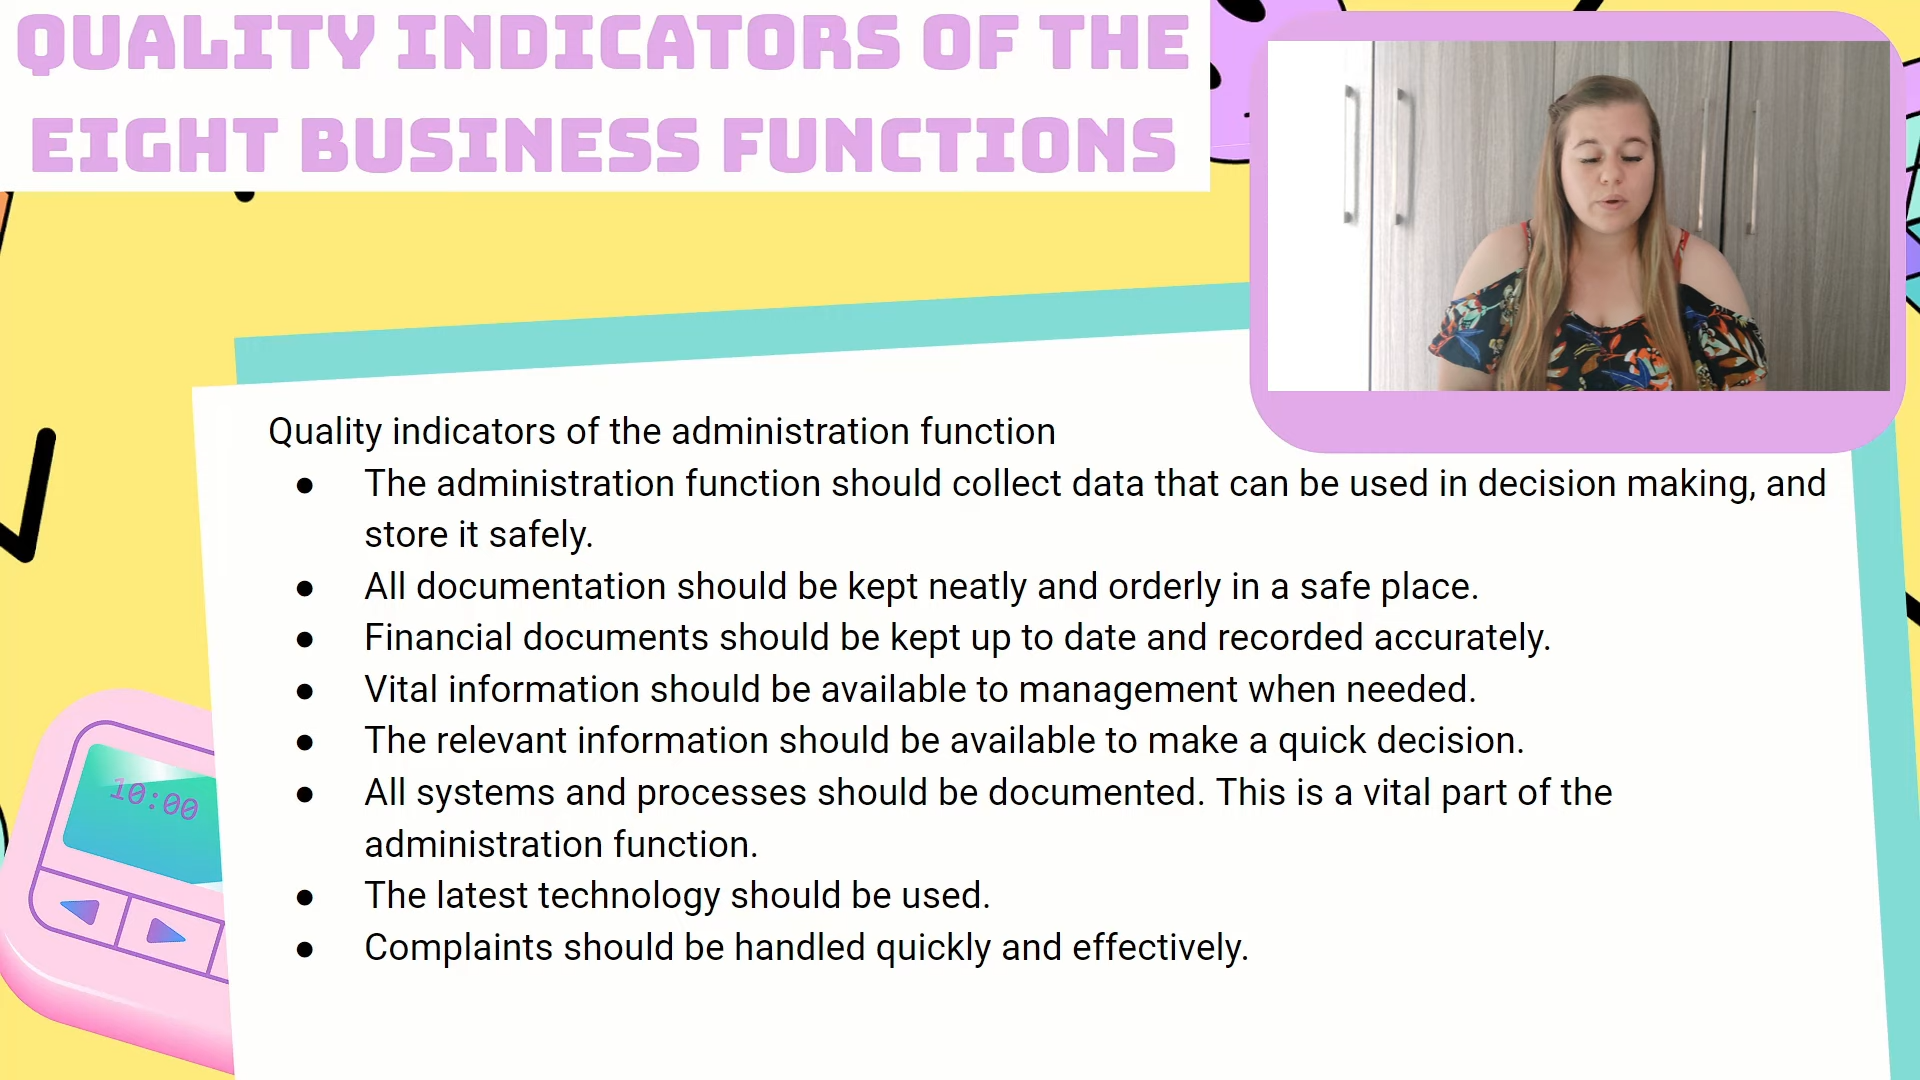 QUALITY INDICATORS OF THE
EIGHT BUSINESS FUNCTIONS
Quality indicators of the administration function
● The administration function should collect data that can be used in decision making, and
store it safely.
● All documentation should be kept neatly and orderly in a safe place.
● Financial documents should be kept up to date and recorded accurately.
● Vital information should be available to management when needed.
● The relevant information should be available to make a quick decision.
● All systems and processes should be documented. This is a vital part of the
administration function.
● The latest technology should be used.
● Complaints should be handled quickly and effectively.
10:00